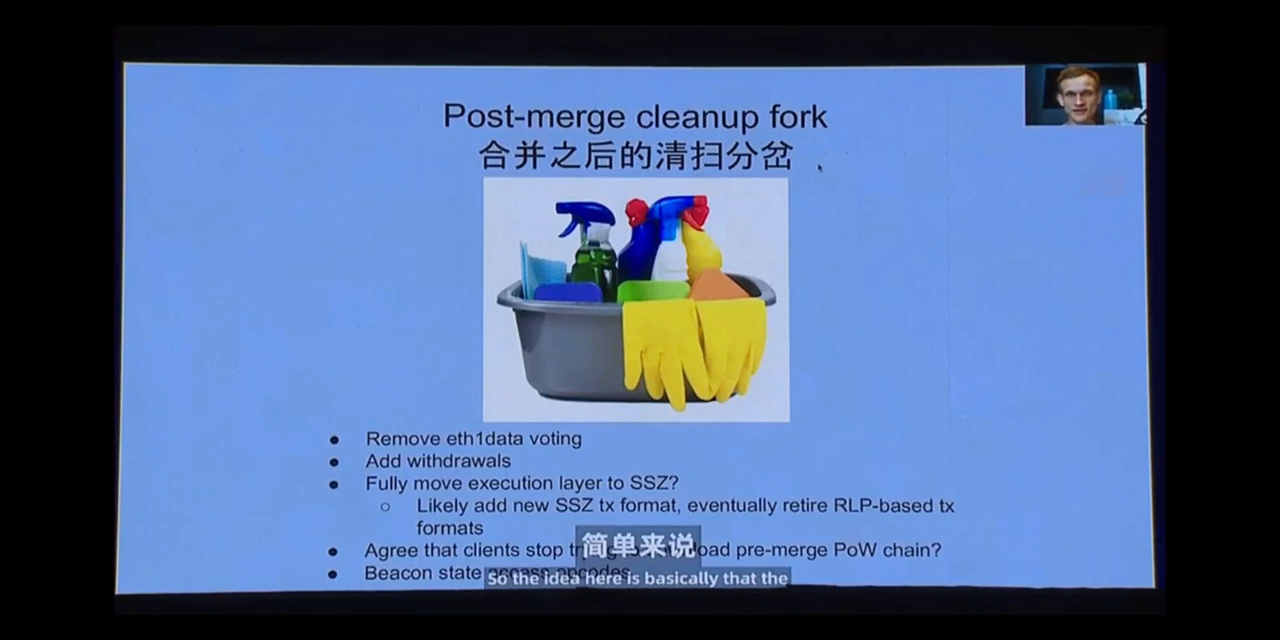 Post-merge cleanup fork
合并之后的清扫分岔
● Remove eth1data voting
● Add withdrawals
● Fully move execution layer to SSZ?
○ Likely add new SSZ tx format, eventually retire RLP-based tx
formats
● Agree that clients stop load pre-merge PoW chain?
● Beacon state
简单来说
So the idea here is basically that the